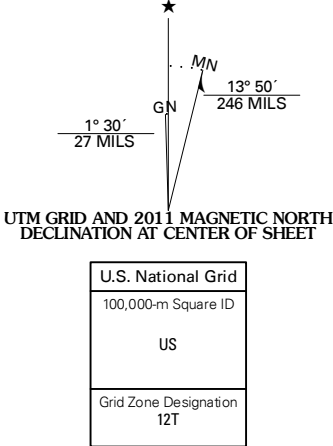 ★
MN
GN
13° 50´
246 MILS
1° 30´
27 MILS
UTM GRID AND 2011 MAGNETIC NORTH
DECLINATION AT CENTER OF SHEET
U.S. National Grid
100,000-m Square ID
US
Grid Zone Designation
12T